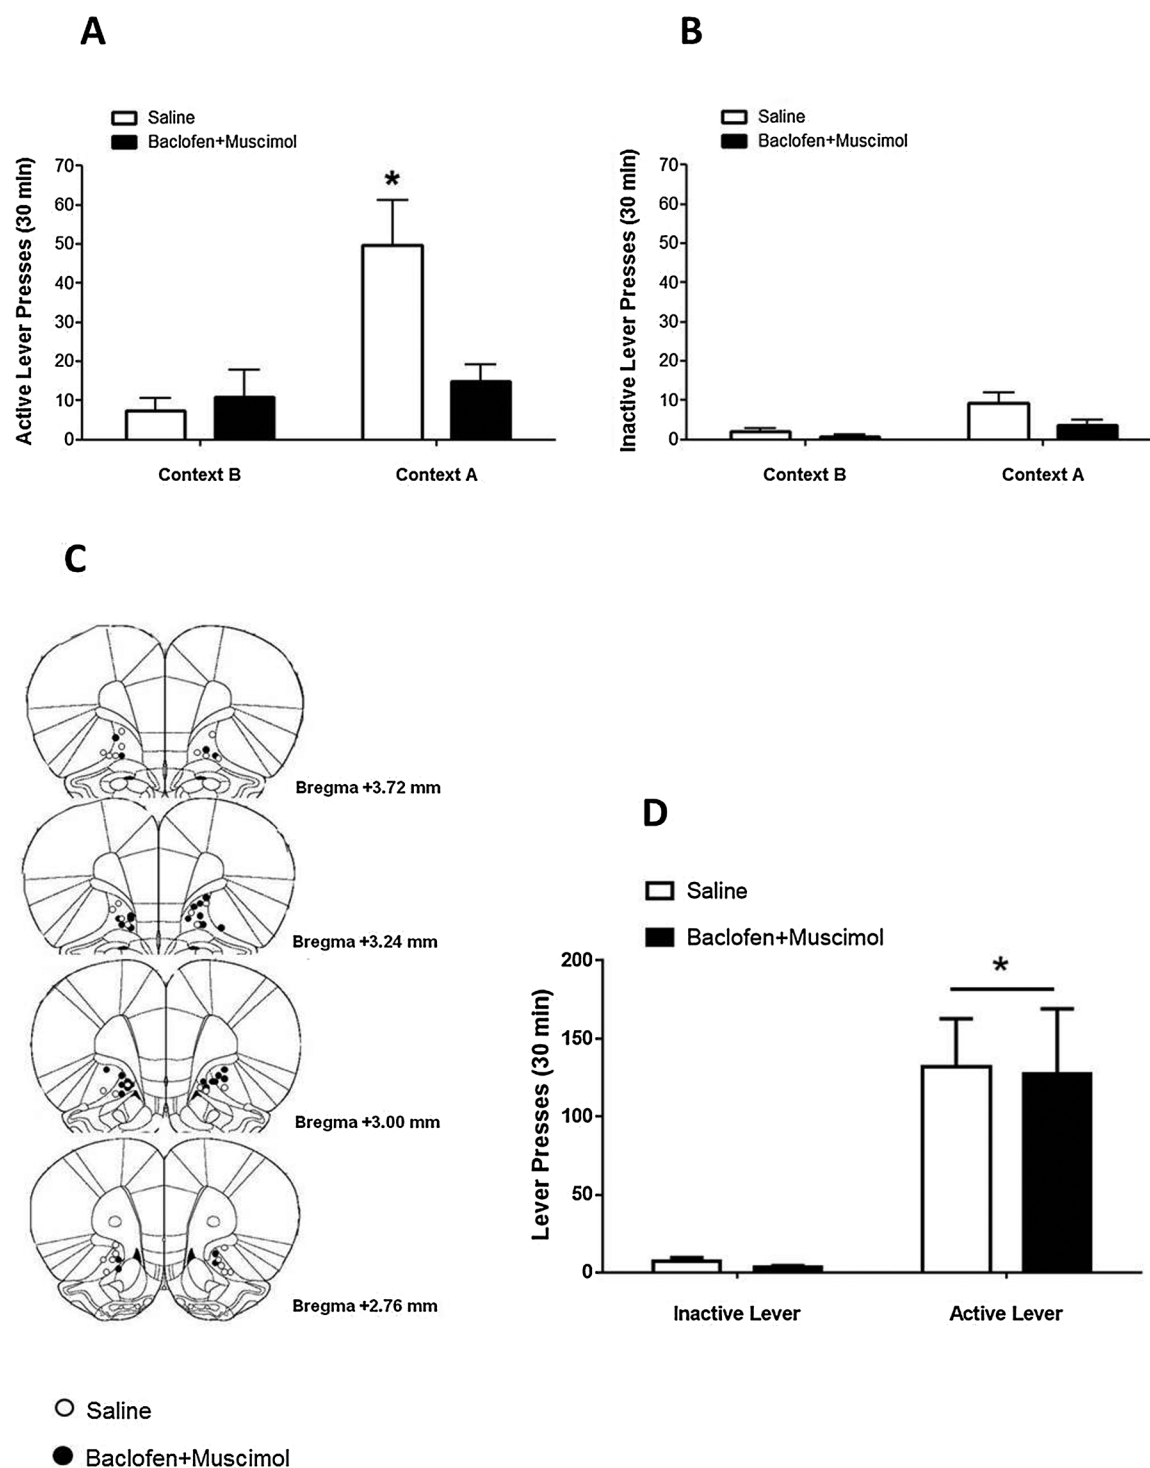 A
Saline
Baclofen+Muscimol
Active Lever Presses (30 min)
70
60
50
40
30
20
10
0
Context B
Context A
*
B
Saline
Baclofen+Muscimol
Inactive Lever Presses (30 min)
70
60
50
40
30
20
10
0
Context B
Context A
C
Bregma +3.72 mm
Bregma +3.24 mm
Bregma +3.00 mm
Bregma +2.76 mm
Saline
Baclofen+Muscimol
D
Saline
Baclofen+Muscimol
Lever Presses (30 min)
200
150
100
50
0
*
Inactive Lever
Active Lever